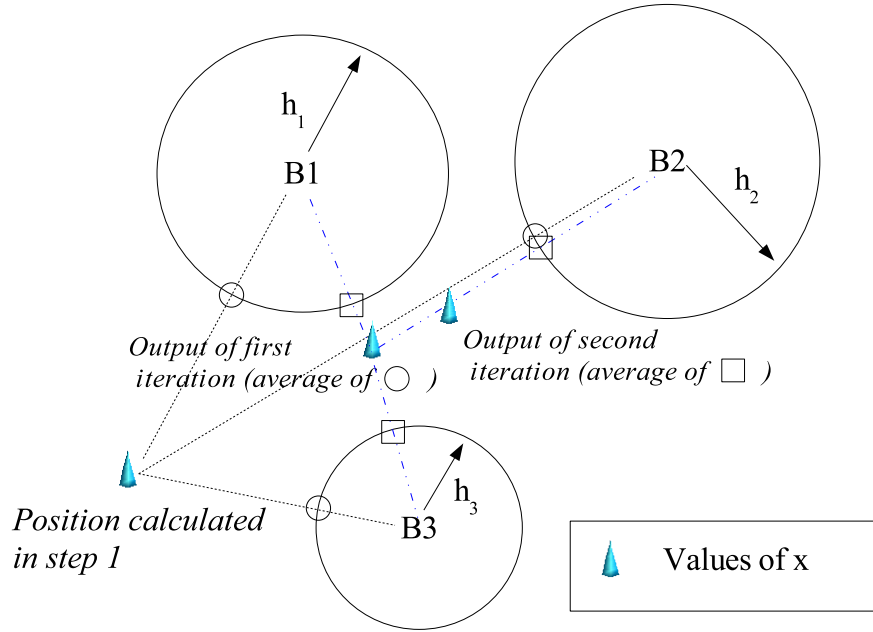 h1
B1
B2
h2
Output of first
iteration (average of ○ )
Output of second
iteration (average of □ )
h3
B3
Position calculated
in step 1
Values of x